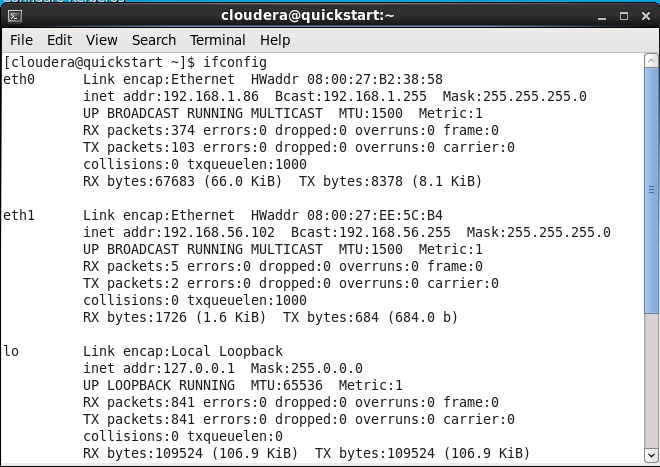 Configure Kerberos
cloudera@quickstart:~
File Edit View Search Terminal Help
[cloudera@quickstart ~]$ ifconfig
eth0 Link encap:Ethernet HWaddr 08:00:27:B2:38:58
inet addr:192.168.1.86 Bcast:192.168.1.255 Mask:255.255.255.0
UP BROADCAST RUNNING MULTICAST MTU:1500 Metric:1
RX packets:374 errors:0 dropped:0 overruns:0 frame:0
TX packets:103 errors:0 dropped:0 overruns:0 carrier:0
collisions:0 txqueuelen:1000
RX bytes:67683 (66.0 KiB) TX bytes:8378 (8.1 KiB)
eth1 Link encap:Ethernet HWaddr 08:00:27:EE:5C:B4
inet addr:192.168.56.102 Bcast:192.168.56.255 Mask:255.255.255.0
UP BROADCAST RUNNING MULTICAST MTU:1500 Metric:1
RX packets:5 errors:0 dropped:0 overruns:0 frame:0
TX packets:2 errors:0 dropped:0 overruns:0 carrier:0
collisions:0 txqueuelen:1000
RX bytes:1726 (1.6 KiB) TX bytes:684 (684.0 b)
lo Link encap:Local Loopback
inet addr:127.0.0.1 Mask:255.0.0.0
UP LOOPBACK RUNNING MTU:65536 Metric:1
RX packets:841 errors:0 dropped:0 overruns:0 frame:0
TX packets:841 errors:0 dropped:0 overruns:0 carrier:0
collisions:0 txqueuelen:0
RX bytes:109524 (106.9 KiB) TX bytes:109524 (106.9 KiB)